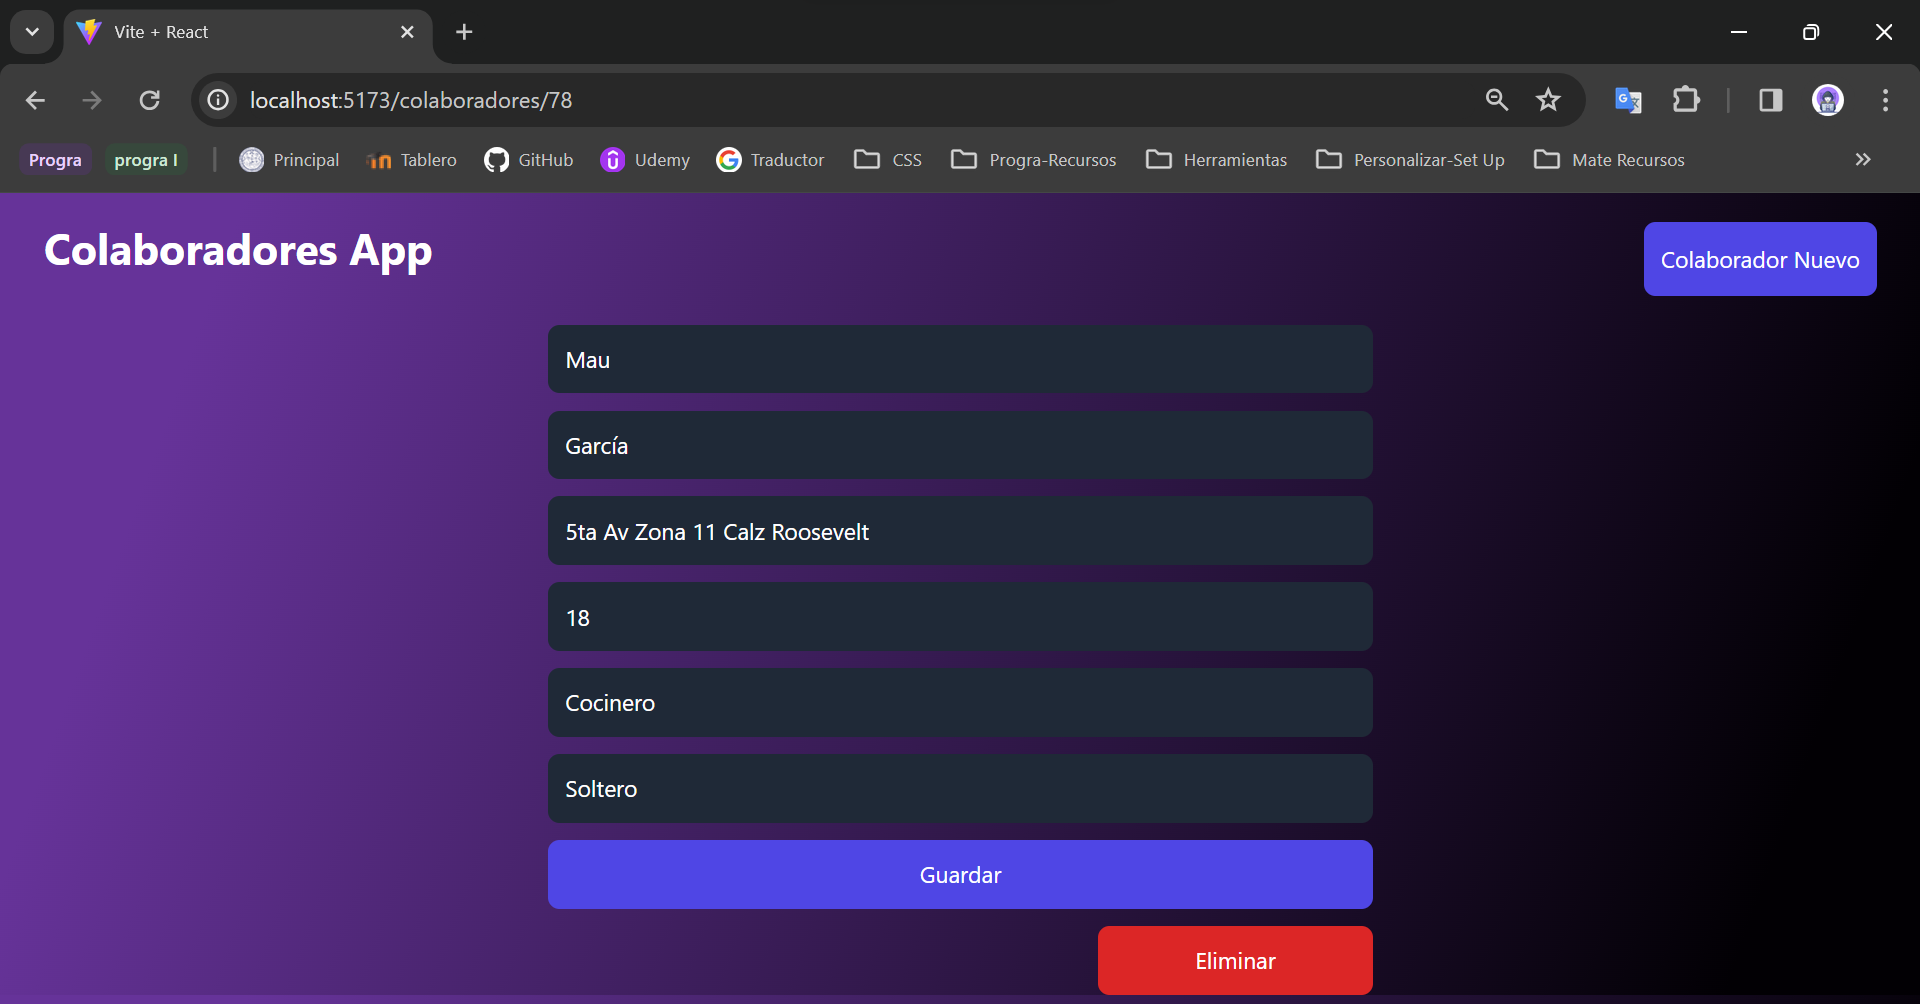 Vite + React
localhost:5173/colaboradores/78
Progra progra I Principal Tablero GitHub Udemy Traductor CSS Progra-Recursos Herramientas Personalizar-Set Up Mate Recursos
Colaboradores App
Colaborador Nuevo
Mau
García
5ta Av Zona 11 Calz Roosevelt
18
Cocinero
Soltero
Guardar
Eliminar